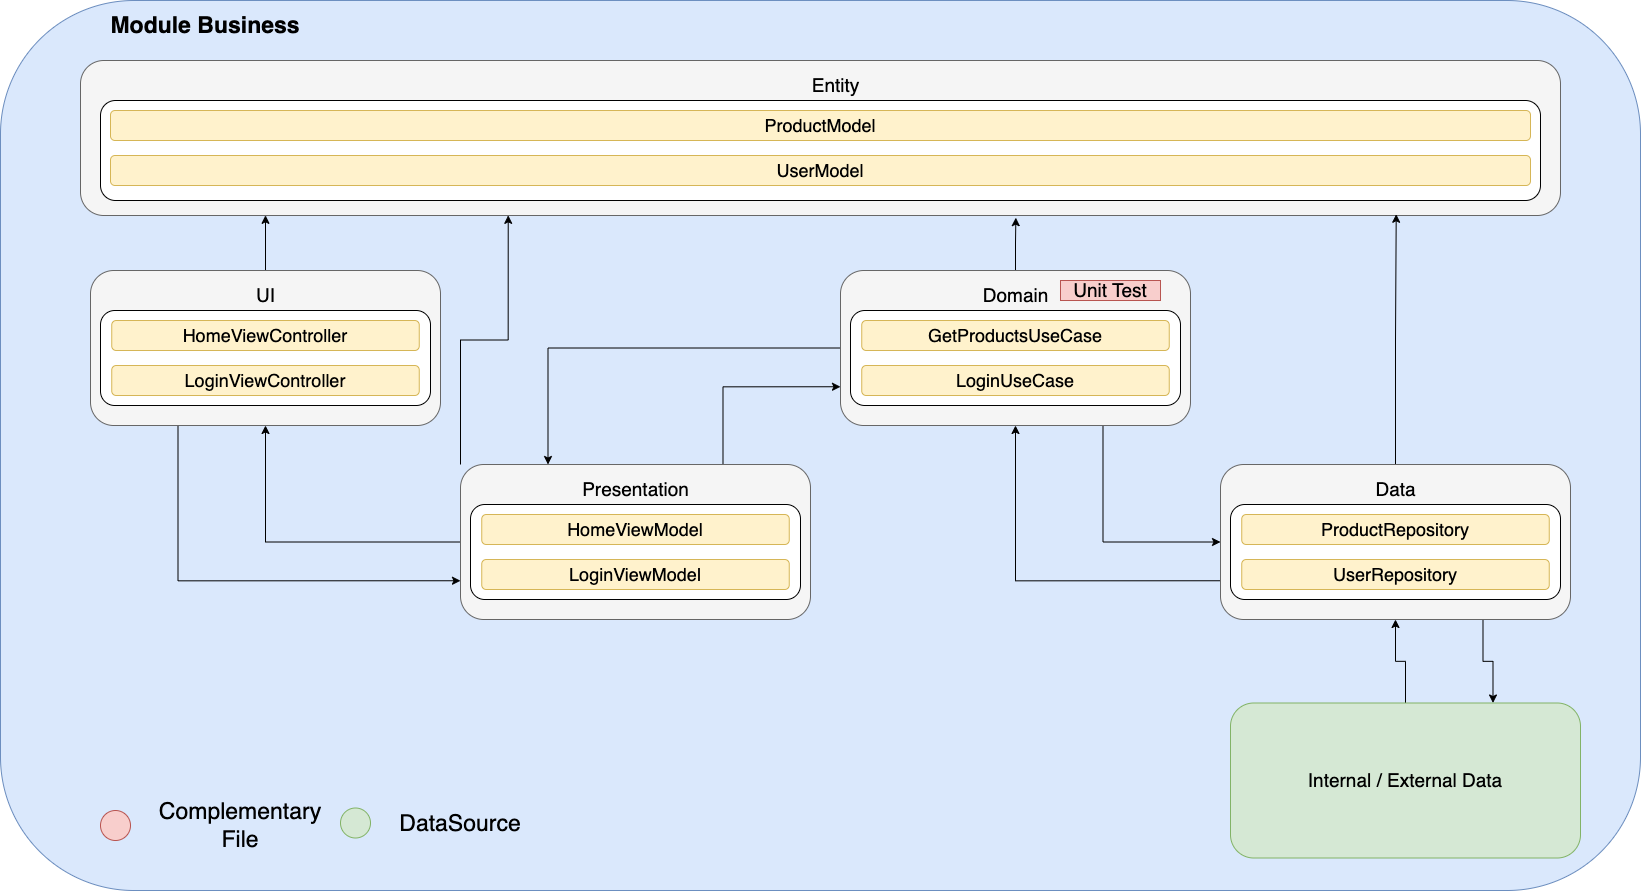 Module Business
Entity
ProductModel
UserModel
UI
HomeViewController
LoginViewController
Domain
Unit Test
GetProductsUseCase
LoginUseCase
Presentation
HomeViewModel
LoginViewModel
Data
ProductRepository
UserRepository
Internal / External Data
Complementary
File
DataSource